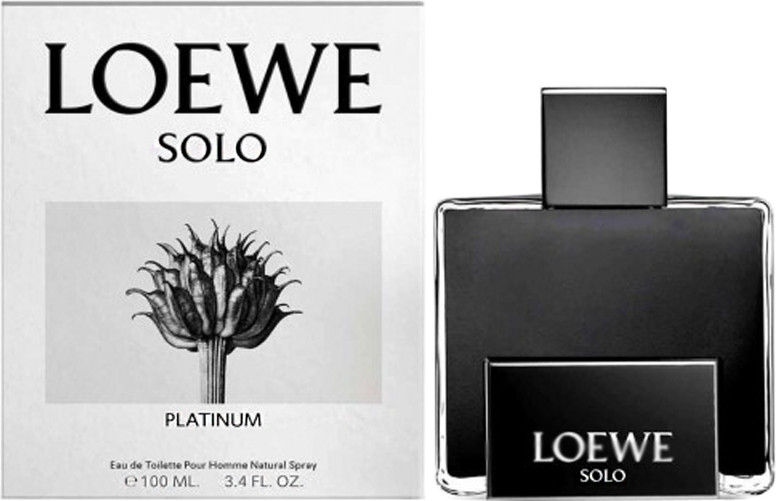 LOEWE
SOLO
PLATINUM
Eau de Toilette Pour Homme Natural Spray
℮100 ML. 3.4 FL. OZ.
LOEWE
SOLO